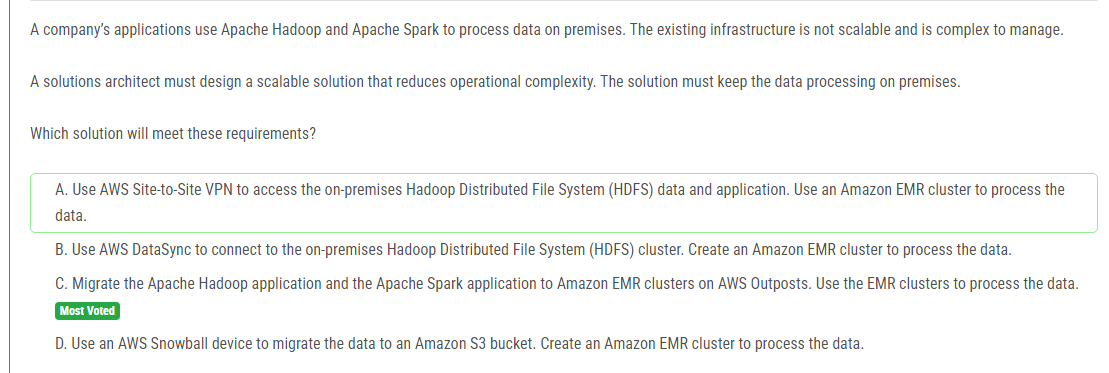 A company's applications use Apache Hadoop and Apache Spark to process data on premises. The existing infrastructure is not scalable and is complex to manage.
A solutions architect must design a scalable solution that reduces operational complexity. The solution must keep the data processing on premises.
Which solution will meet these requirements?
A. Use AWS Site-to-Site VPN to access the on-premises Hadoop Distributed File System (HDFS) data and application. Use an Amazon EMR cluster to process the
data.
B. Use AWS DataSync to connect to the on-premises Hadoop Distributed File System (HDFS) cluster. Create an Amazon EMR cluster to process the data.
C. Migrate the Apache Hadoop application and the Apache Spark application to Amazon EMR clusters on AWS Outposts. Use the EMR clusters to process the data.
Most Voted
D. Use an AWS Snowball device to migrate the data to an Amazon S3 bucket. Create an Amazon EMR cluster to process the data.